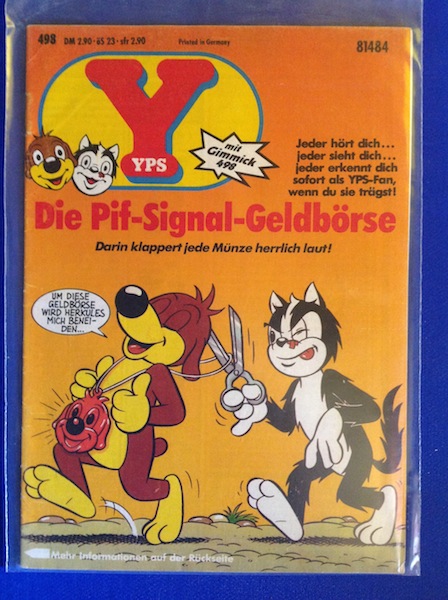 498 DM 2.90 · öS 23 · sfr 2.90
Printed in Germany
81484
Y
YPS
mit
Gimmick
498
Jeder hört dich...
jeder sieht dich...
jeder erkennt dich
sofort als YPS-Fan,
wenn du sie trägst!
Die Pif-Signal-Geldbörse
Darin klappert jede Münze herrlich laut!
UM DIESE
GELDBÖRSE
WIRD HERKULES
MICH BENEI-
DEN...
Mehr Informationen auf der Rückseite